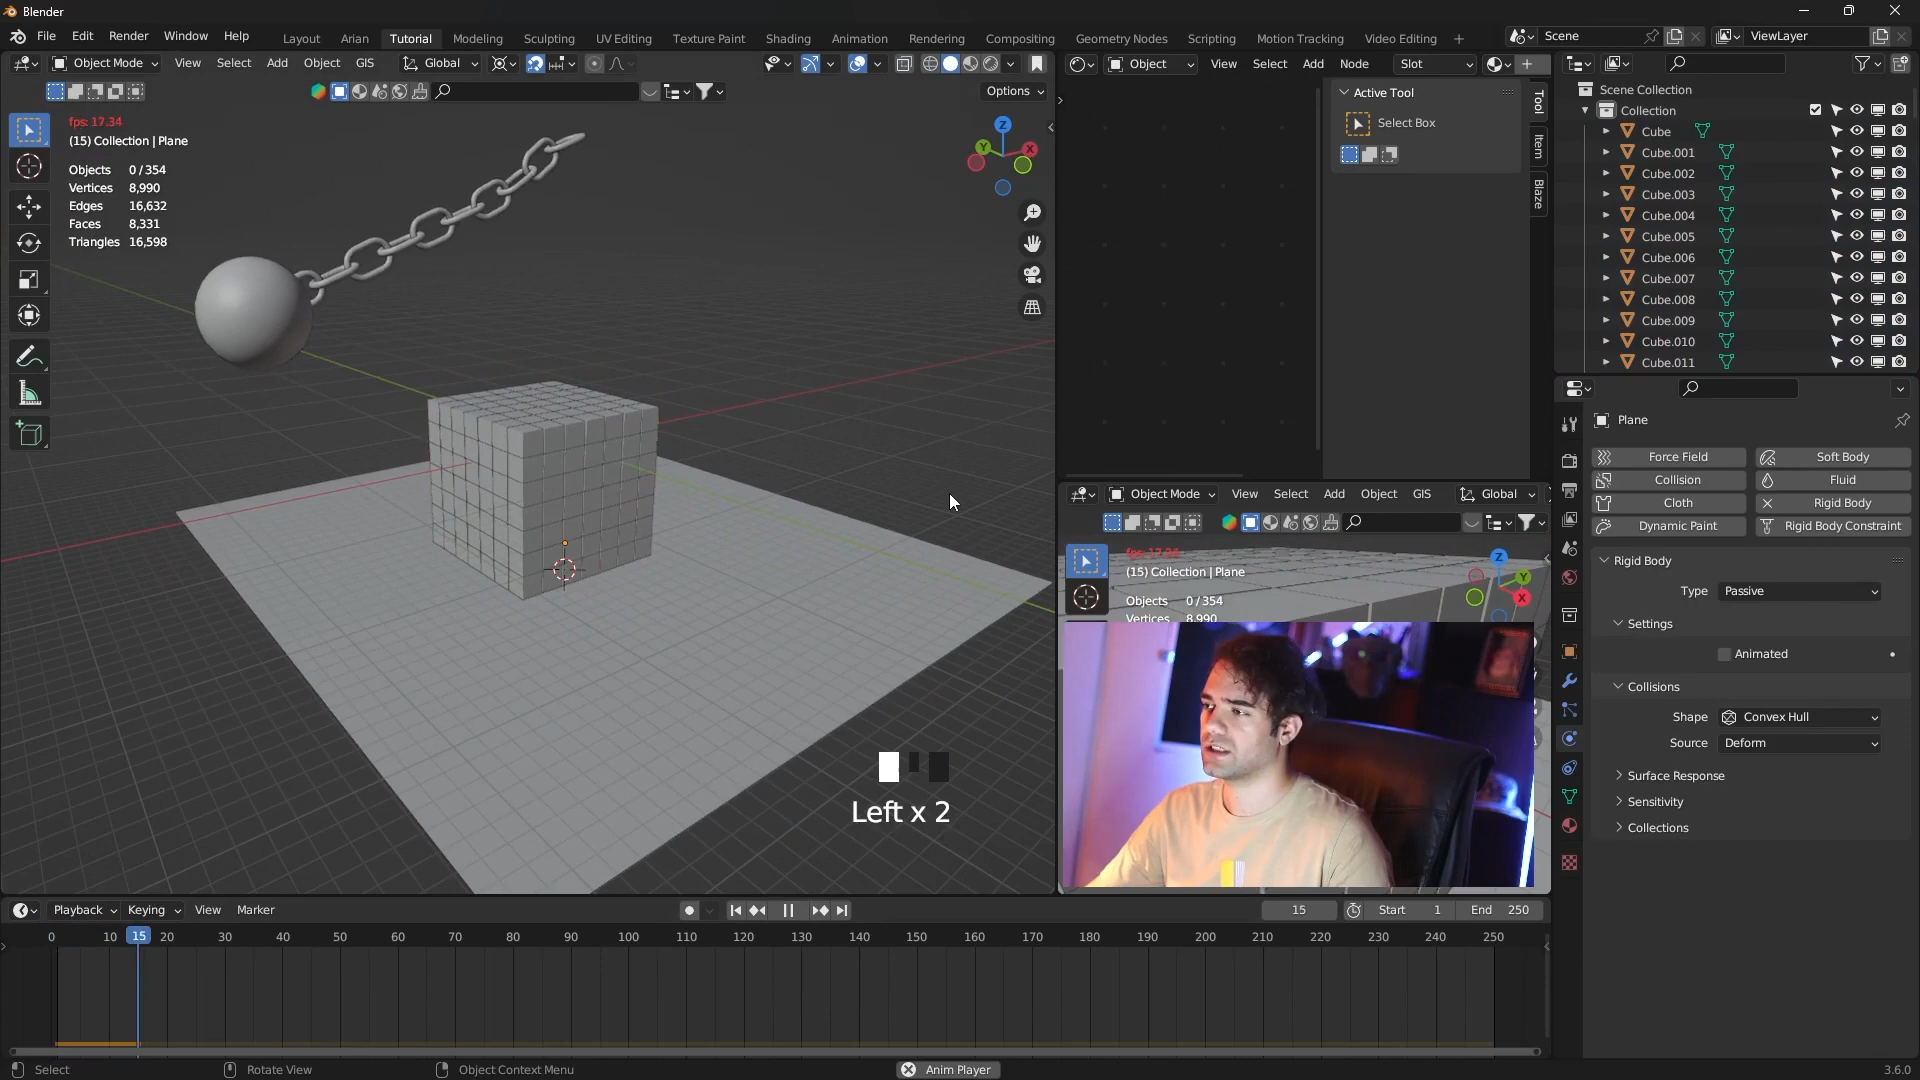 Blender
File Edit Render Window Help Layout Arian Tutorial Modeling Sculpting UV Editing Texture Paint Shading Animation Rendering Compositing Geometry Nodes Scripting Motion Tracking Video Editing + Scene ViewLayer
Object Mode View Select Add Object GIS Global
Object View Select Add Node Slot
Options
fps: 17.34
(15) Collection | Plane
Objects 0/354
Vertices 8,990
Edges 16,632
Faces 8,331
Triangles 16,598
Z
Y
X
Active Tool
Select Box
Tool
Item
Blaze
Scene Collection
Collection
Cube
Cube.001
Cube.002
Cube.003
Cube.004
Cube.005
Cube.006
Cube.007
Cube.008
Cube.009
Cube.010
Cube.011
Plane
Force Field Soft Body
Collision Fluid
Cloth Rigid Body
Dynamic Paint Rigid Body Constraint
Rigid Body
Type Passive
Settings
Animated
Collisions
Shape Convex Hull
Source Deform
Surface Response
Sensitivity
Collections
Object Mode View Select Add Object GIS Global
(15) Collection | Plane
Objects 0/354
Vertices 8,990
Z
Y
X
Left x 2
Playback Keying View Marker 15 Start 1 End 250
0 10 15 20 30 40 50 60 70 80 90 100 110 120 130 140 150 160 170 180 190 200 210 220 230 240 250
Select Rotate View Object Context Menu Anim Player 3.6.0